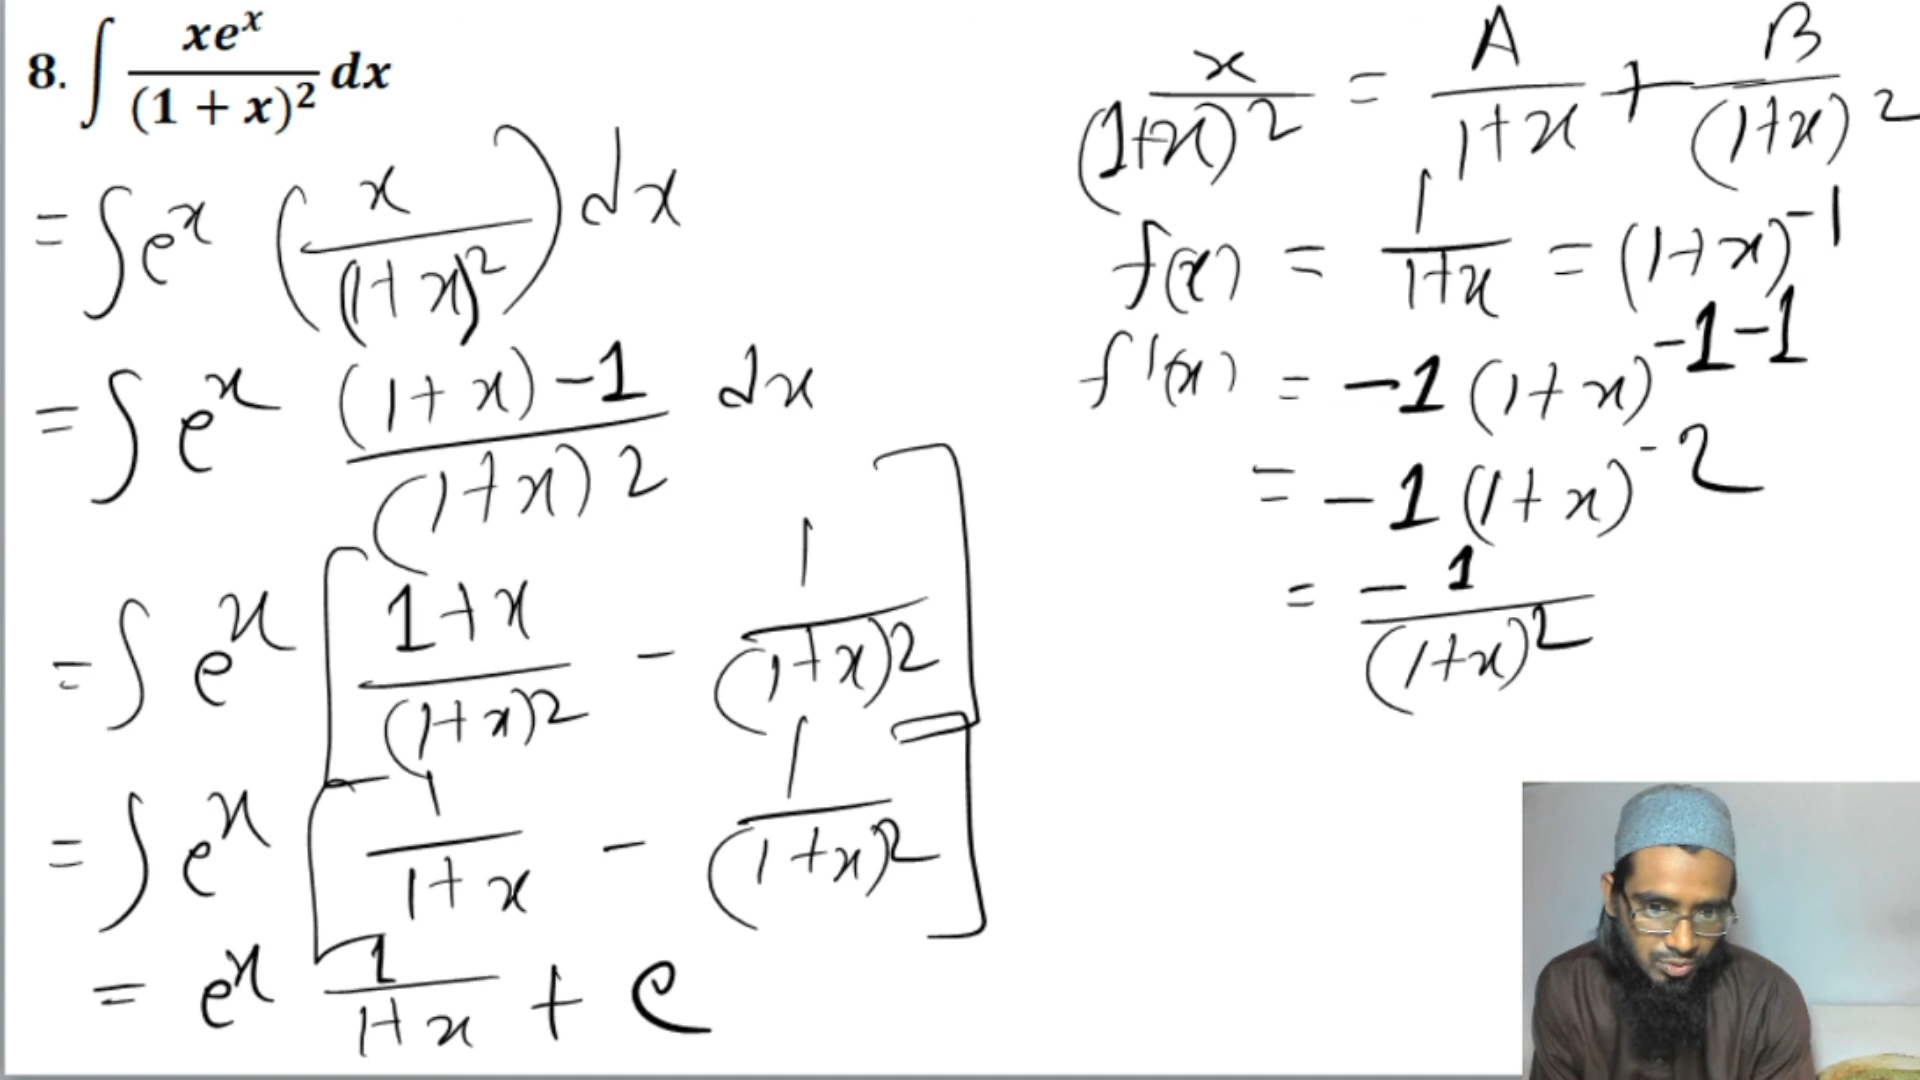 8. ∫ xe^x / (1 + x)^2 dx
= ∫ e^x ( x / (1+x)^2 ) dx
= ∫ e^x (1+x) -1 / (1+x)2 dx
= ∫ e^x [ 1+x / (1+x)2 - 1 / (1+x)2 ]
= ∫ e^x [ 1 / 1+x - 1 / (1+x)2 ]
= e^x 1 / 1+x + c
x / (1+x)^2 = A / 1+x + B / (1+x)^2
f(x) = 1 / 1+x = (1+x)^-1
f'(x) = -1 (1+x)^-1-1
= -1 (1+x)^-2
= -1 / (1+x)^2